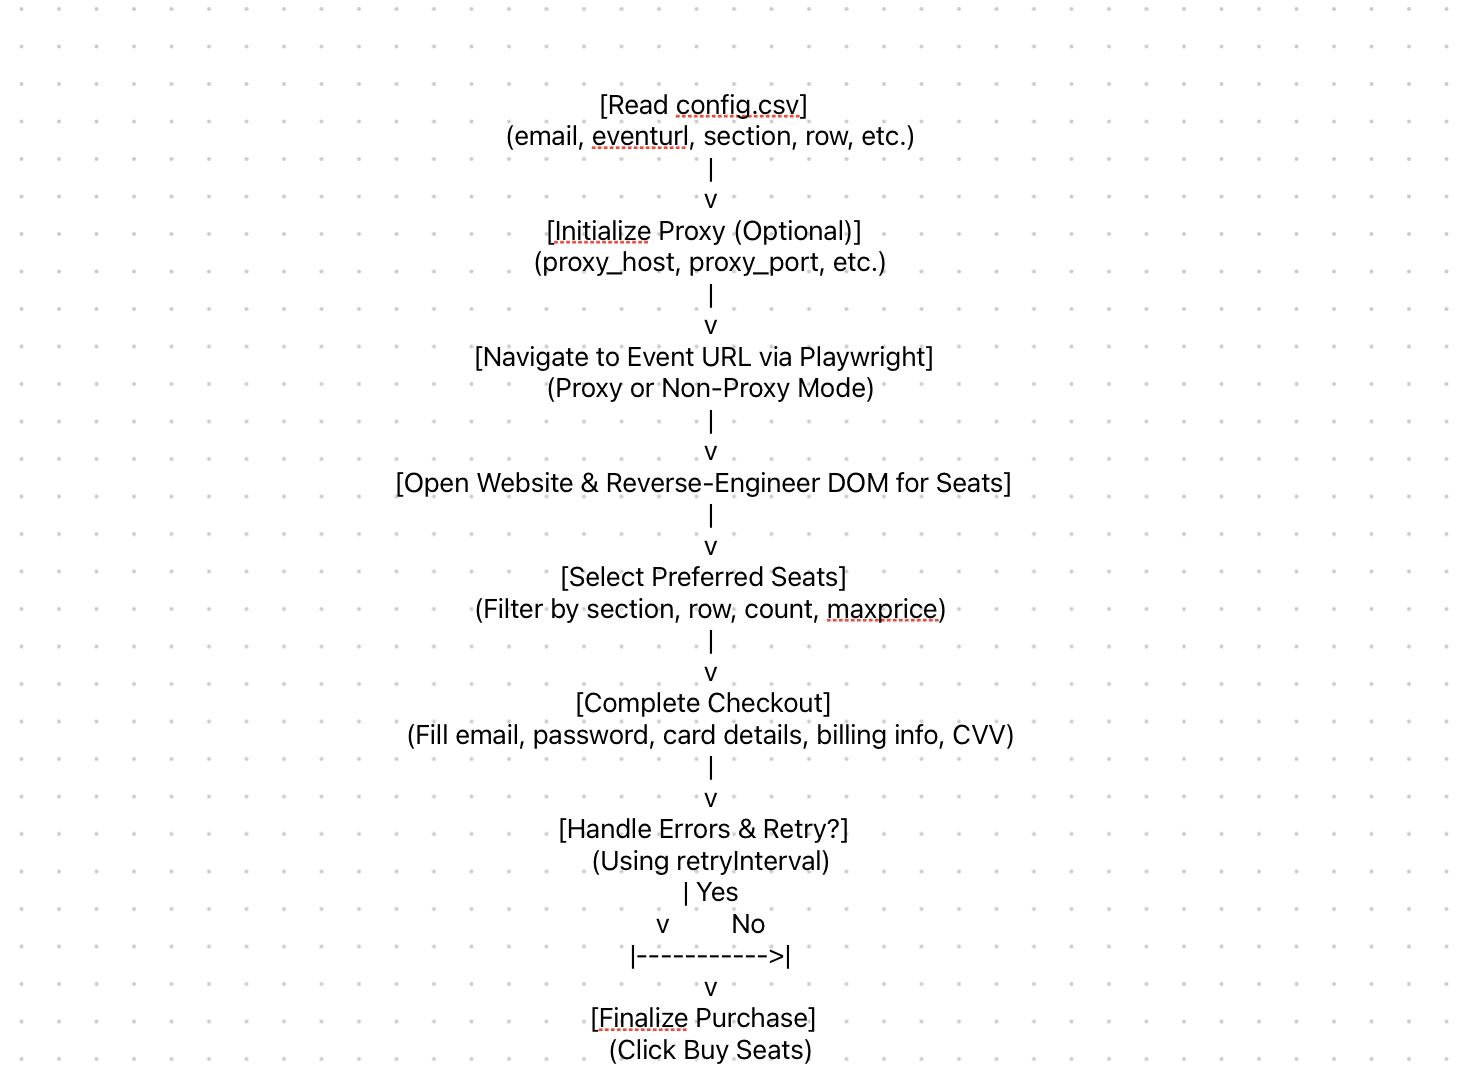 [Read config.csv]
(email, eventurl, section, row, etc.)
|
v
[Initialize Proxy (Optional)]
(proxy_host, proxy_port, etc.)
|
v
[Navigate to Event URL via Playwright]
(Proxy or Non-Proxy Mode)
|
v
[Open Website & Reverse-Engineer DOM for Seats]
|
v
[Select Preferred Seats]
(Filter by section, row, count, maxprice)
|
v
[Complete Checkout]
(Fill email, password, card details, billing info, CVV)
|
v
[Handle Errors & Retry?]
(Using retryInterval)
| Yes
v No
|----------->|
v
[Finalize Purchase]
(Click Buy Seats)